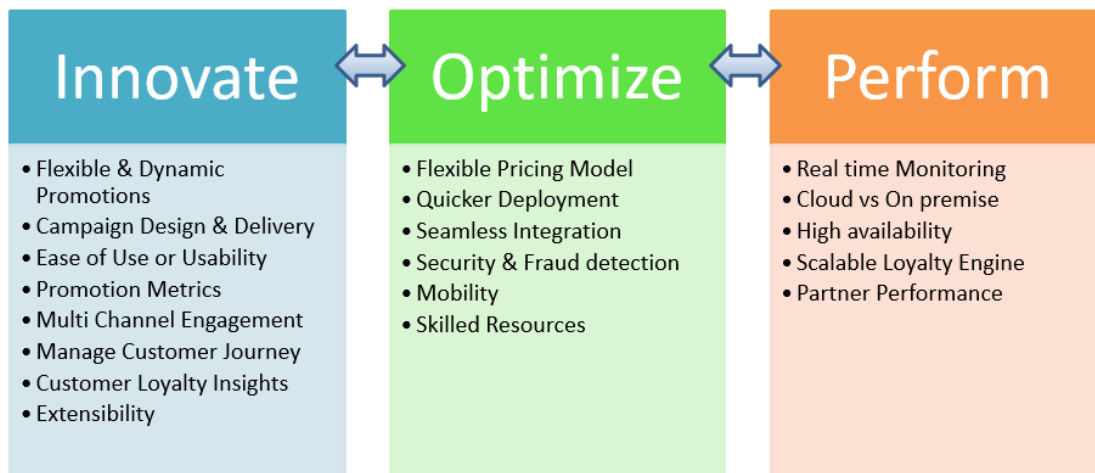 Innovate
• Flexible & Dynamic
Promotions
• Campaign Design & Delivery
• Ease of Use or Usability
• Promotion Metrics
• Multi Channel Engagement
• Manage Customer Journey
• Customer Loyalty Insights
• Extensibility
Optimize
• Flexible Pricing Model
• Quicker Deployment
• Seamless Integration
• Security & Fraud detection
• Mobility
• Skilled Resources
Perform
• Real time Monitoring
• Cloud vs On premise
• High availability
• Scalable Loyalty Engine
• Partner Performance